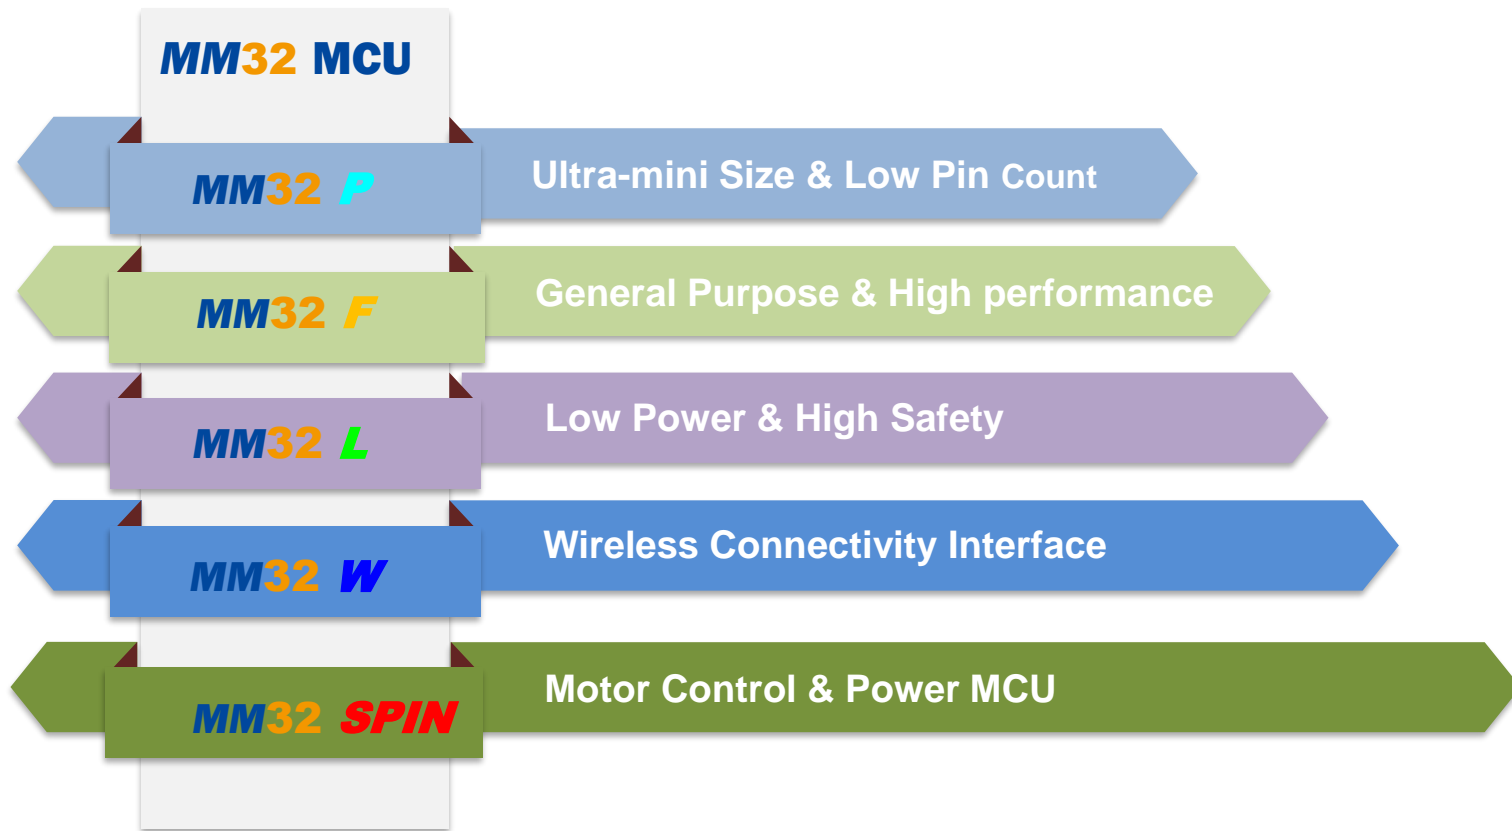 MM32 MCU
MM32 P
Ultra-mini Size & Low Pin Count
MM32 F
General Purpose & High performance
MM32 L
Low Power & High Safety
MM32 W
Wireless Connectivity Interface
MM32 SPIN
Motor Control & Power MCU